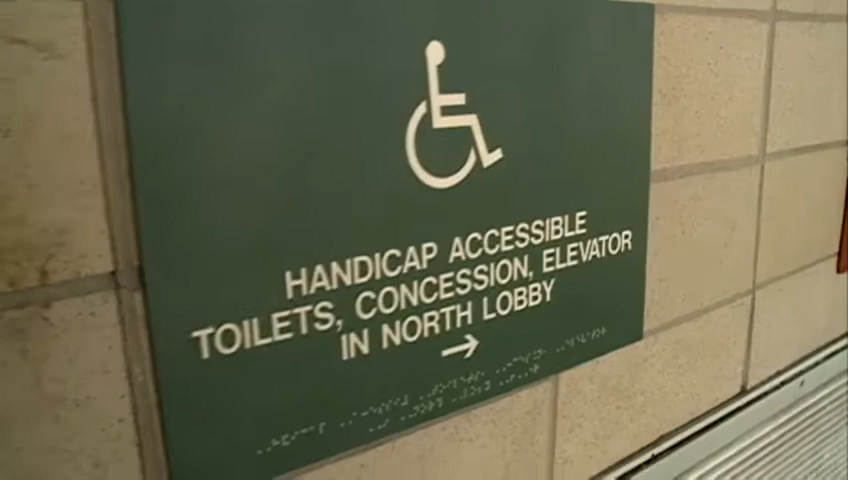 HANDICAP ACCESSIBLE
TOILETS, CONCESSION, ELEVATOR
IN NORTH LOBBY
→